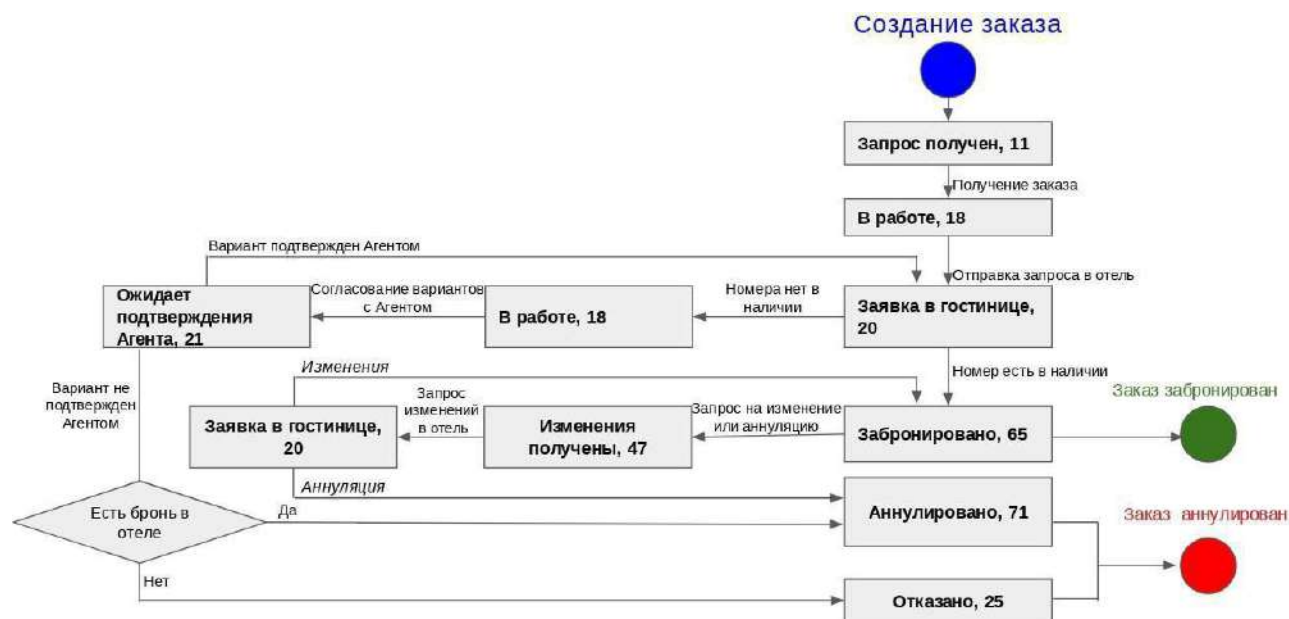 Создание заказа
Запрос получен, 11
Получение заказа
В работе, 18
Вариант подтвержден Агентом
Отправка запроса в отель
Ожидает
подтверждения
Агента, 21
Согласование вариантов
с Агентом
В работе, 18
Номера нет в
наличии
Заявка в гостинице,
20
Вариант не
подтвержден
Агентом
Изменения
Номер есть в наличии
Заказ забронирован
Заявка в гостинице,
20
Запрос
изменений
в отель
Изменения
получены, 47
Запрос на изменение
или аннуляцию
Забронировано, 65
Аннуляция
Есть бронь в
отеле
Да
Аннулировано, 71
Заказ аннулирован
Нет
Отказано, 25